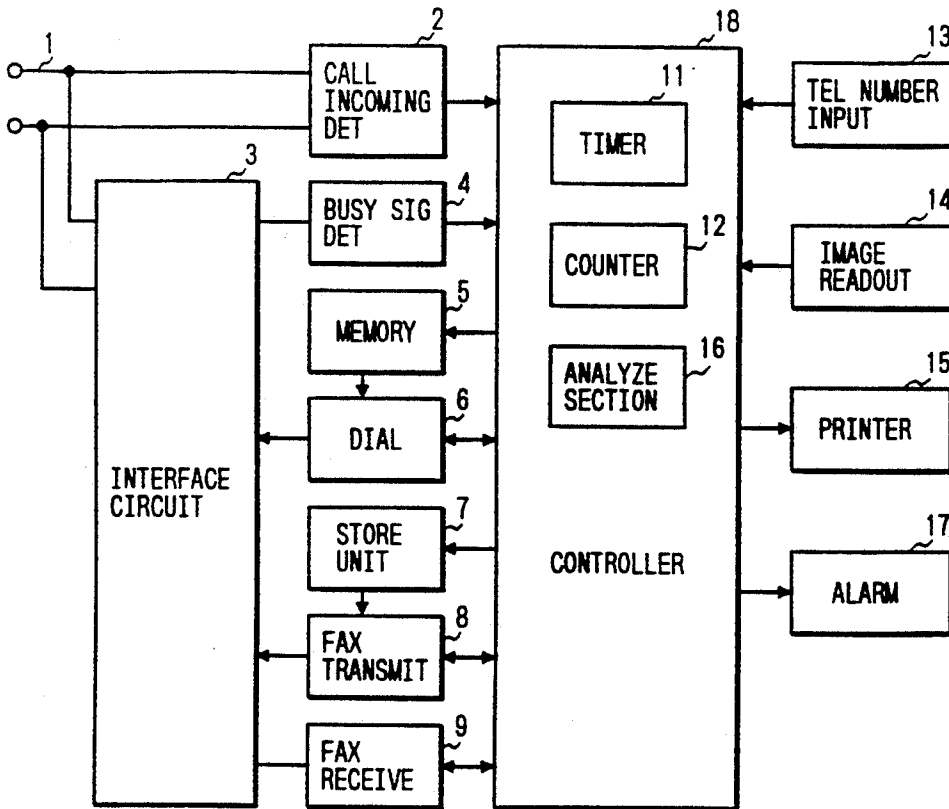 1
2
CALL
INCOMING
DET
18
13
TEL NUMBER
INPUT
11
TIMER
3
INTERFACE
CIRCUIT
4
BUSY SIG
DET
12
COUNTER
14
IMAGE
READOUT
5
MEMORY
16
ANALYZE
SECTION
6
DIAL
15
PRINTER
7
STORE
UNIT
CONTROLLER
17
ALARM
8
FAX
TRANSMIT
9
FAX
RECEIVE